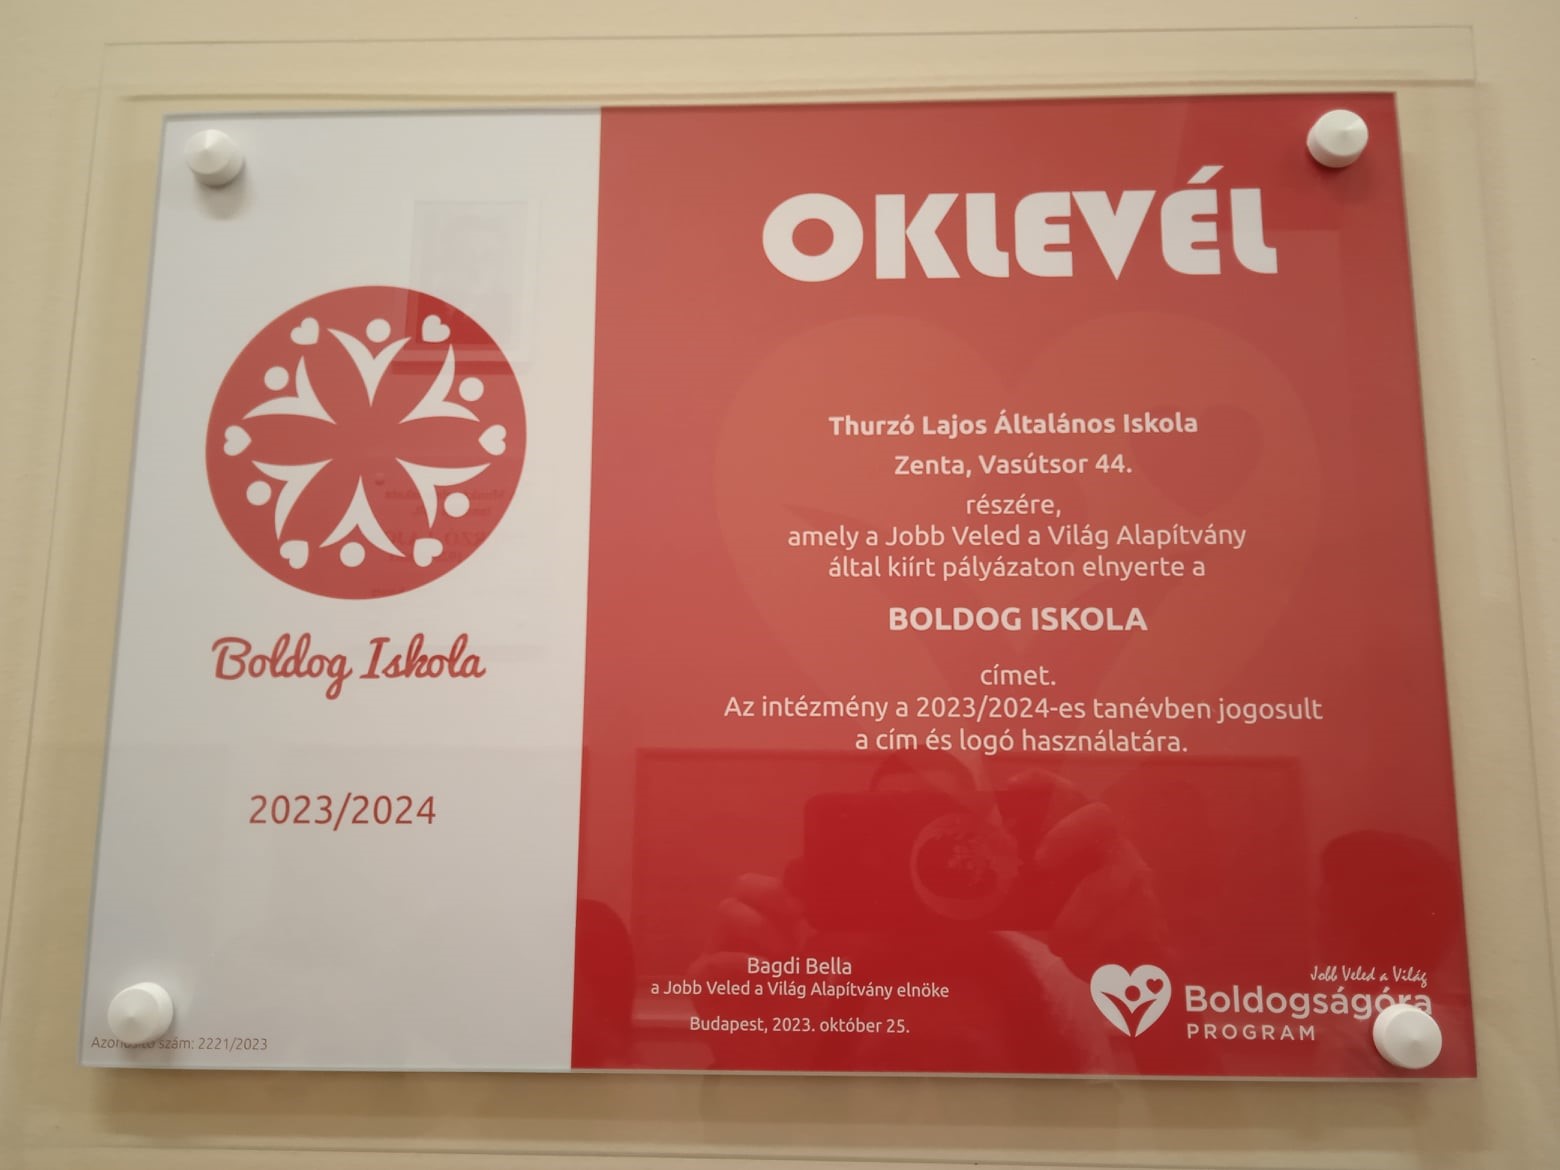 Boldog Iskola
2023/2024
szám: 2221/2023
OKLEVÉL
Thurzó Lajos Általános Iskola
Zenta, Vasútsor 44.
részére,
amely a Jobb Veled a Világ Alapítvány
által kiírt pályázaton elnyerte a
BOLDOG ISKOLA
címet.
Az intézmény a 2023/2024-es tanévben jogosult
a cím és logó használatára.
Bagdi Bella
a Jobb Veled a Világ Alapítvány elnöke
Budapest, 2023. október 25.
Jobb Veled a Világ
Boldogságóra
PROGRAM